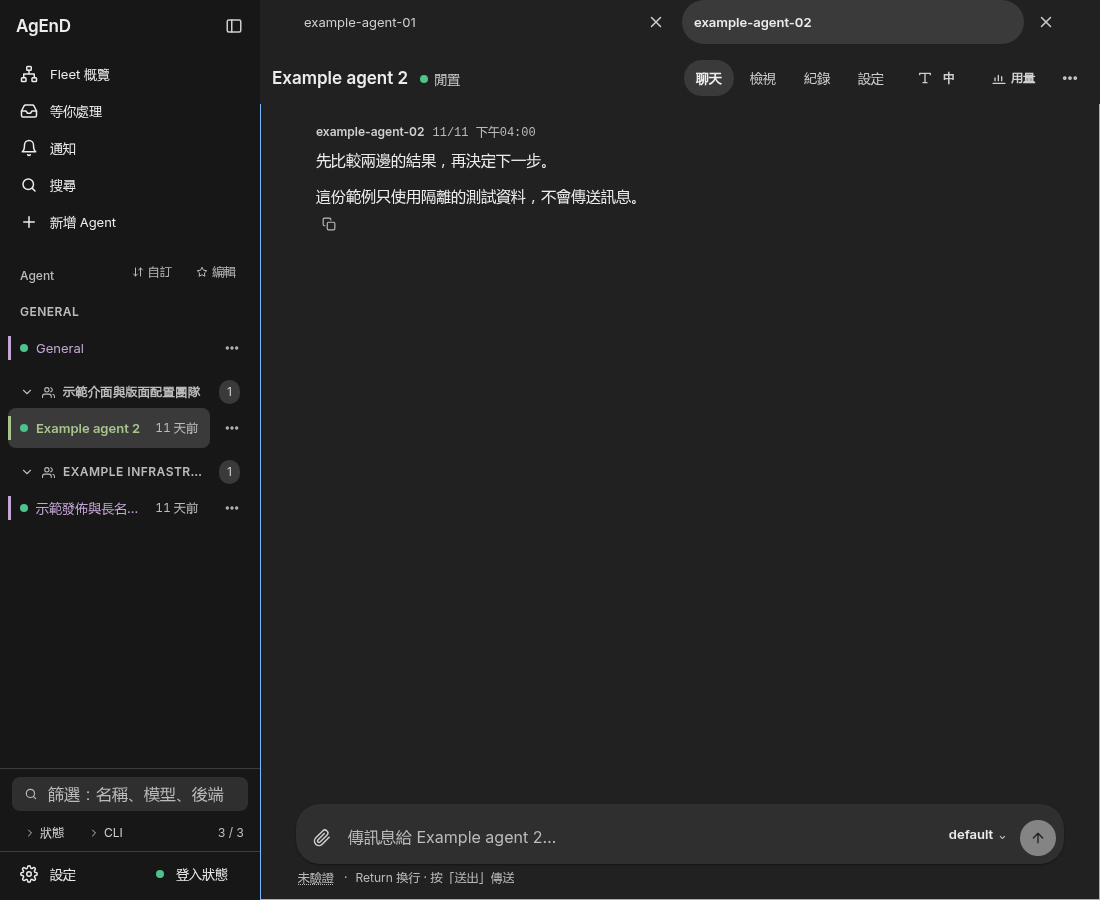 AgEnD
Fleet 概覽
等你處理
通知
搜尋
新增 Agent
Agent 自訂 編輯
GENERAL
General
示範介面與版面配置團隊 1
Example agent 2 11 天前
EXAMPLE INFRASTR... 1
示範發佈與長名... 11 天前
篩選：名稱、模型、後端
狀態 CLI 3 / 3
設定 登入狀態
example-agent-01 example-agent-02
Example agent 2 閒置 聊天 檢視 紀錄 設定 中 用量
example-agent-02 11/11 下午04:00
先比較兩邊的結果，再決定下一步。
這份範例只使用隔離的測試資料，不會傳送訊息。
傳訊息給 Example agent 2... default
未驗證 · Return 換行 · 按「送出」傳送